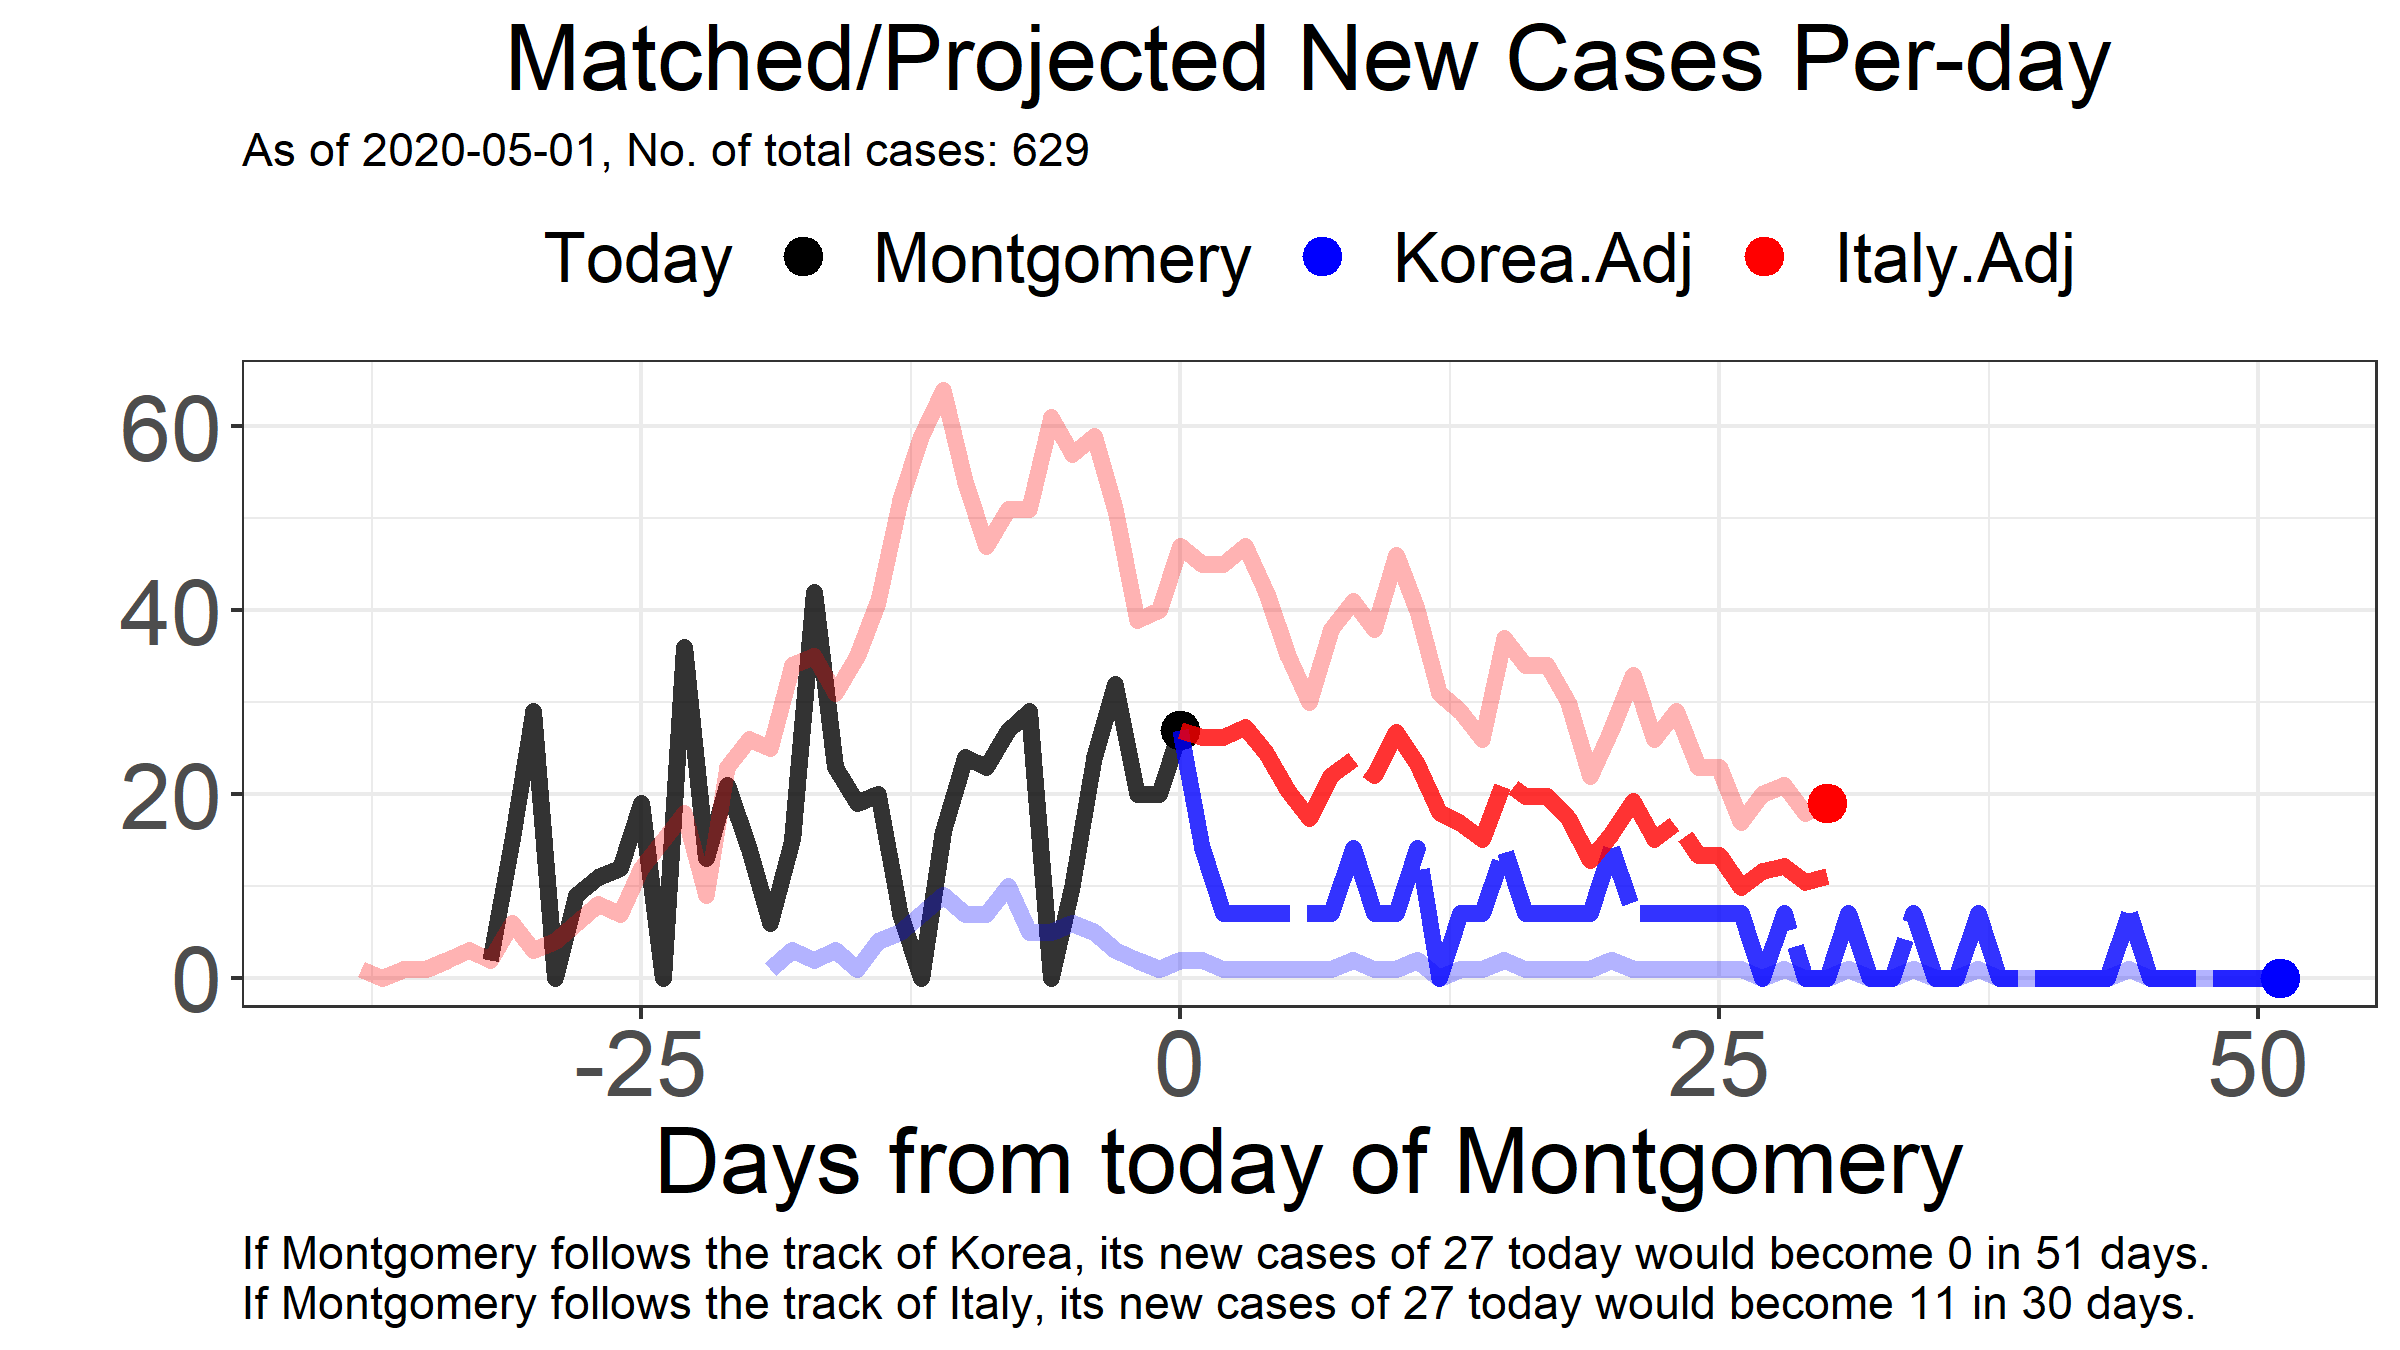 Matched/Projected New Cases Per-day
As of 2020-05-01, No. of total cases: 629
Today Montgomery Korea.Adj Italy.Adj
60
40
20
0
-25 0 25 50
Days from today of Montgomery
If Montgomery follows the track of Korea, its new cases of 27 today would become 0 in 51 days.
If Montgomery follows the track of Italy, its new cases of 27 today would become 11 in 30 days.